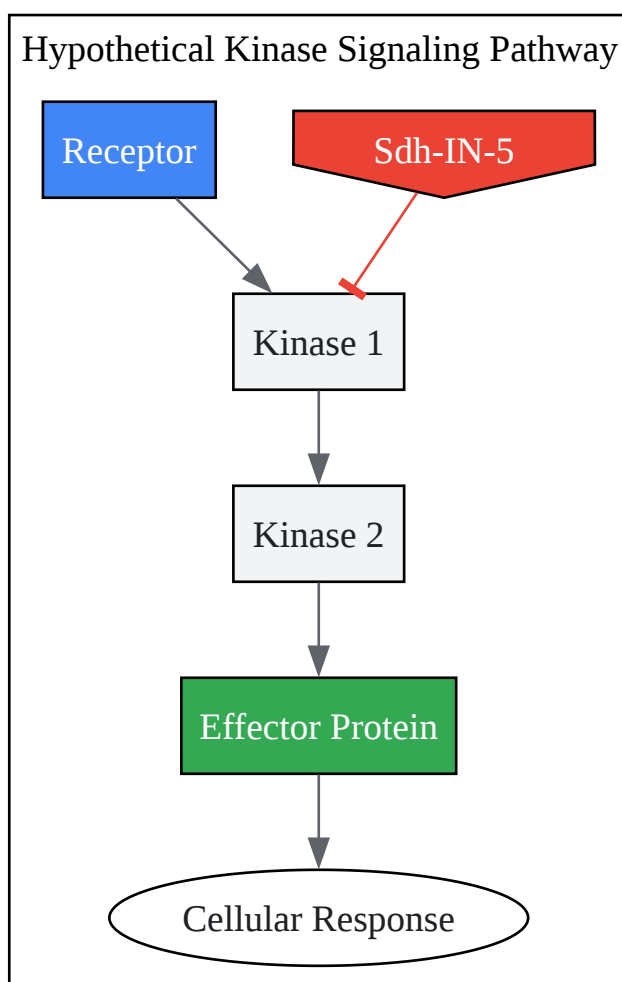 Hypothetical Kinase Signaling Pathway
Receptor
Sdh-IN-5
Kinase 1
Kinase 2
Effector Protein
Cellular Response